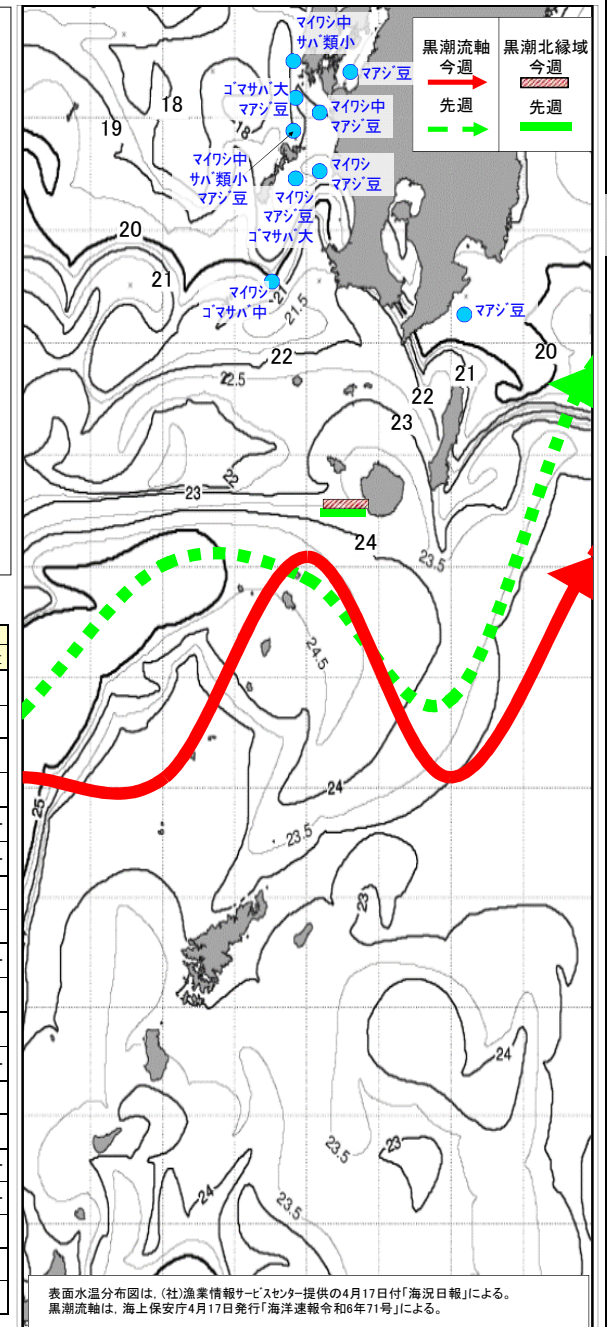 マイワシ中
サバ類小
マアジ豆
ゴマサバ大
マアジ豆
マイワシ中
マアジ豆
マイワシ中
サバ類小
マアジ豆
マイワシ
マアジ豆
マイワシ
マアジ豆
ゴマサバ大
マイワシ
ゴマサバ中
マアジ豆
黒潮流軸
今週
先週
黒潮北縁域
今週
先週
18
19
18
20
21
21
21.5
22
22.5
22
23
24
22
21
20
23
23.5
24.5
24
23.5
25
23
24
23.5
23
24
23.5
表面水温分布図は、(社)漁業情報サービスセンター提供の4月17日付「海況日報」による。
黒潮流軸は、海上保安庁4月17日発行「海洋速報令和6年71号」による。